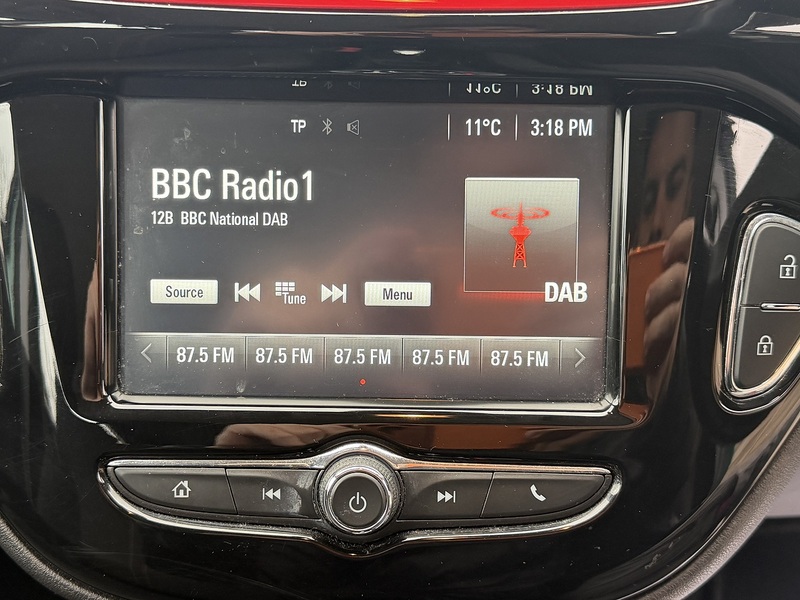 TP 11°C 3:18 PM
BBC Radio1
12B BBC National DAB
DAB
Source Tune Menu
87.5 FM 87.5 FM 87.5 FM 87.5 FM 87.5 FM